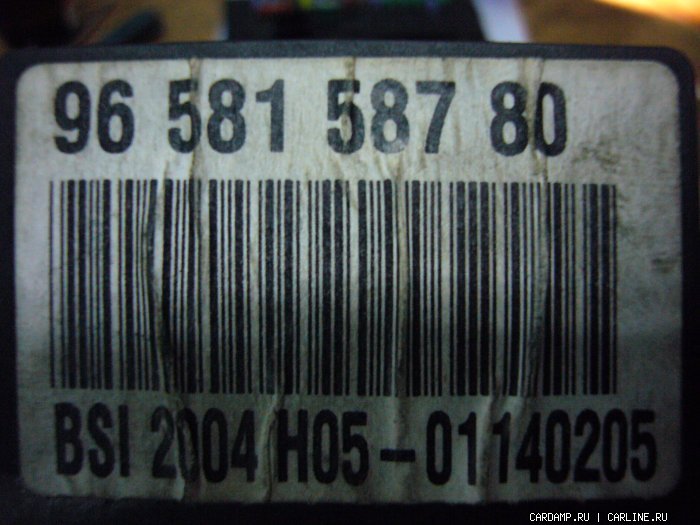 96 581 587 80
BSI 2004 H05-01140205
CARDAMP.RU | CARLINE.RU